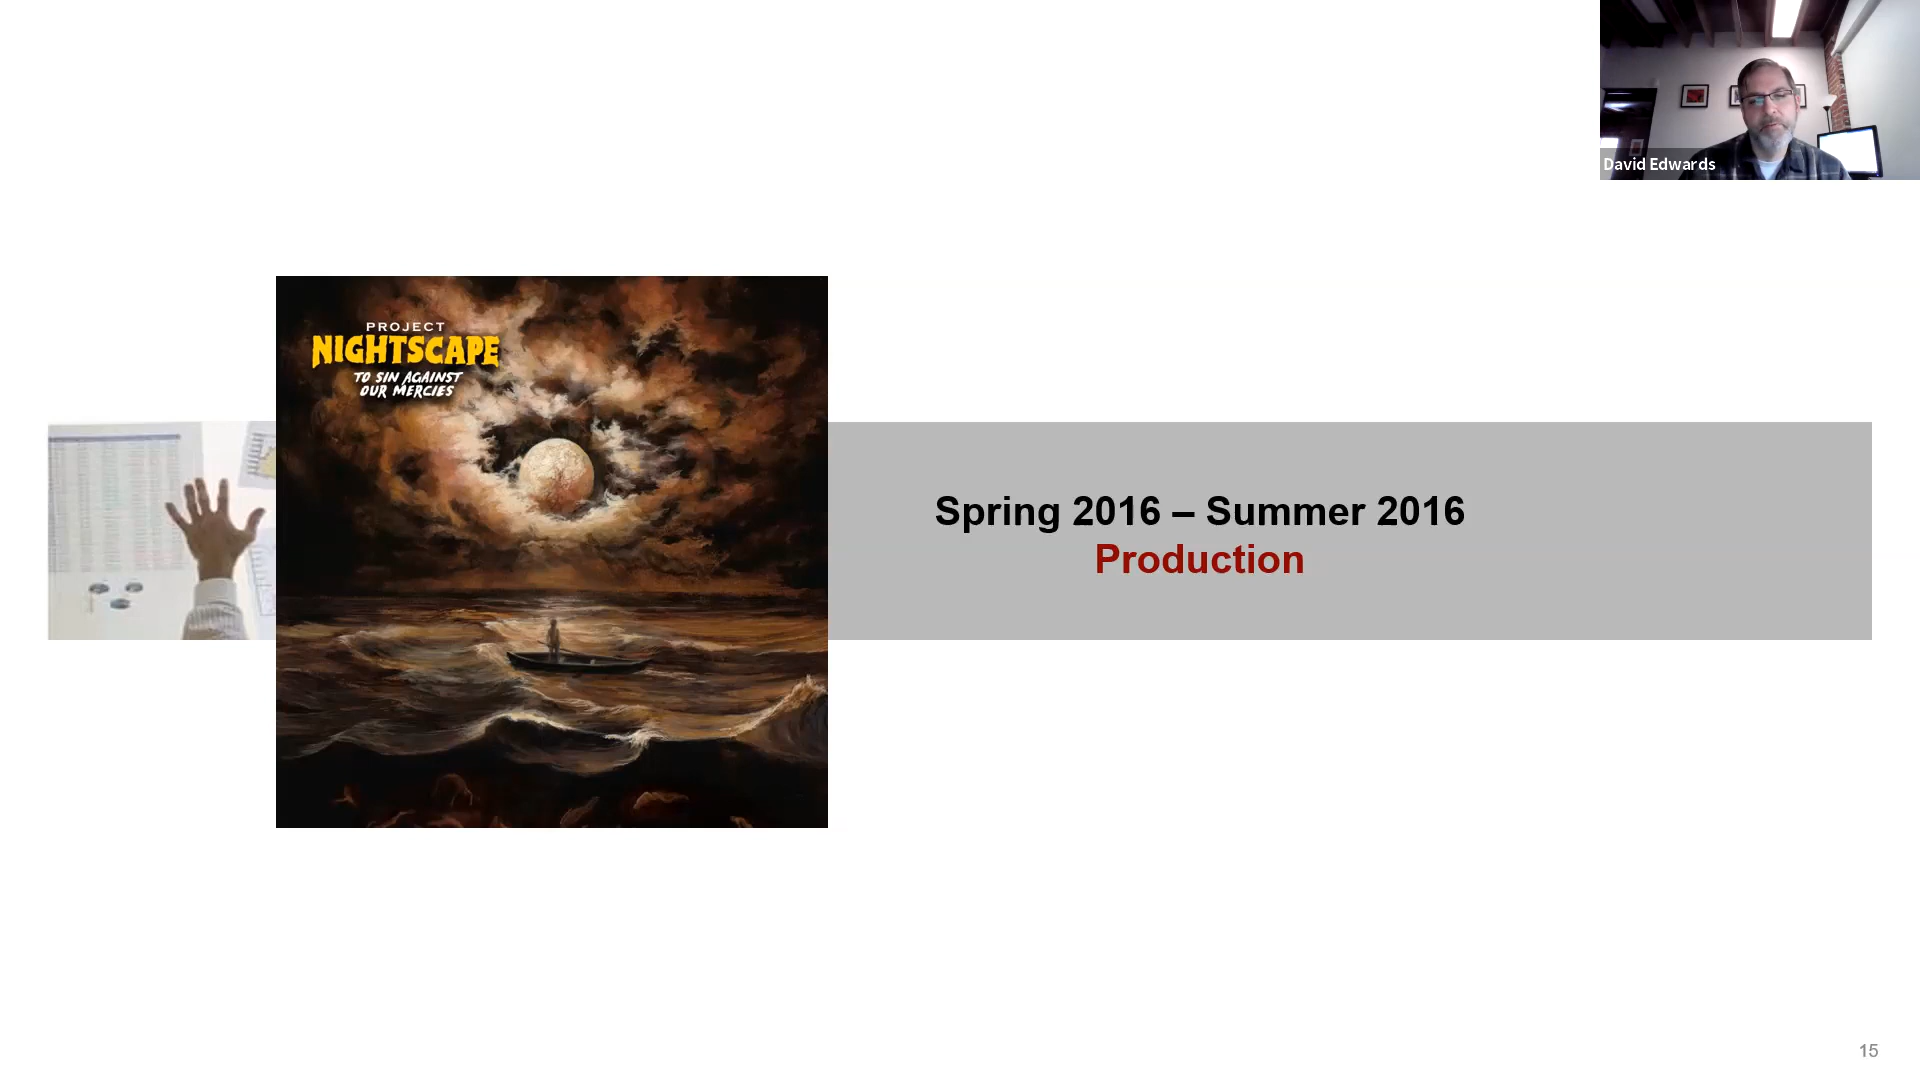 David Edwards
PROJECT
NIGHTSCAPE
TO SIN AGAINST
OUR MERCIES
Spring 2016 – Summer 2016
Production
15